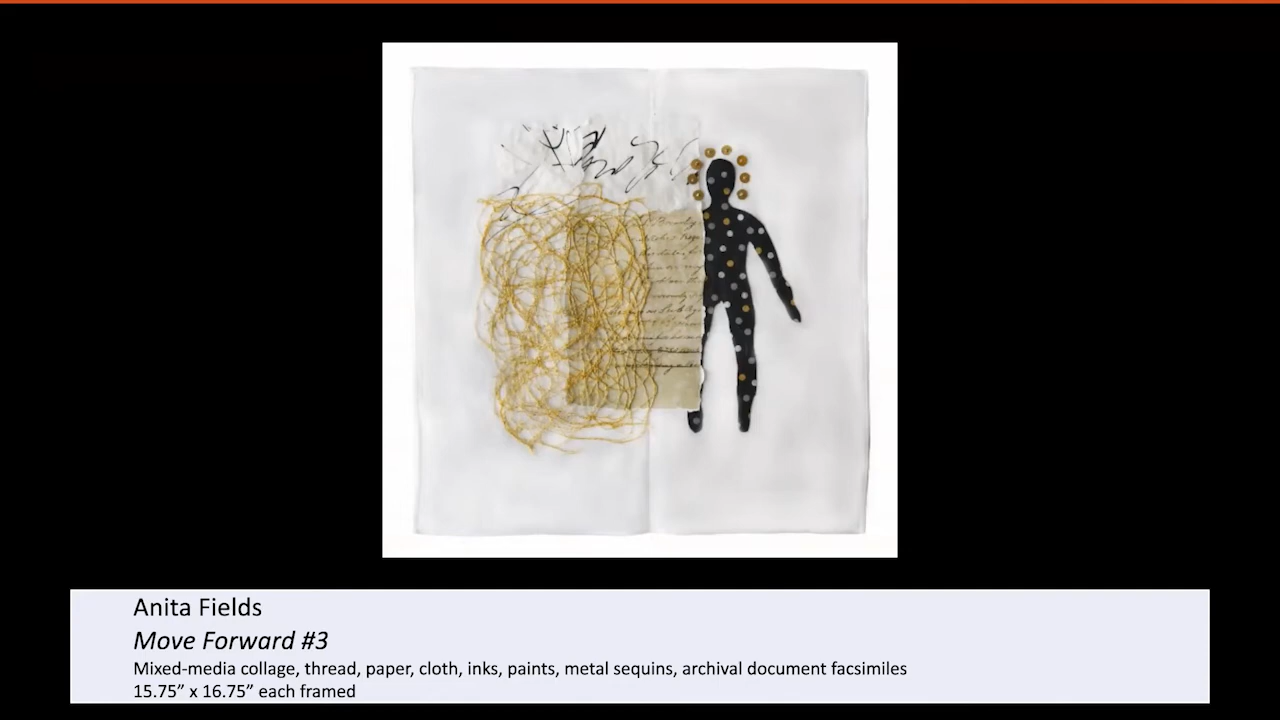 Anita Fields
Move Forward #3
Mixed-media collage, thread, paper, cloth, inks, paints, metal sequins, archival document facsimiles
15.75” x 16.75” each framed